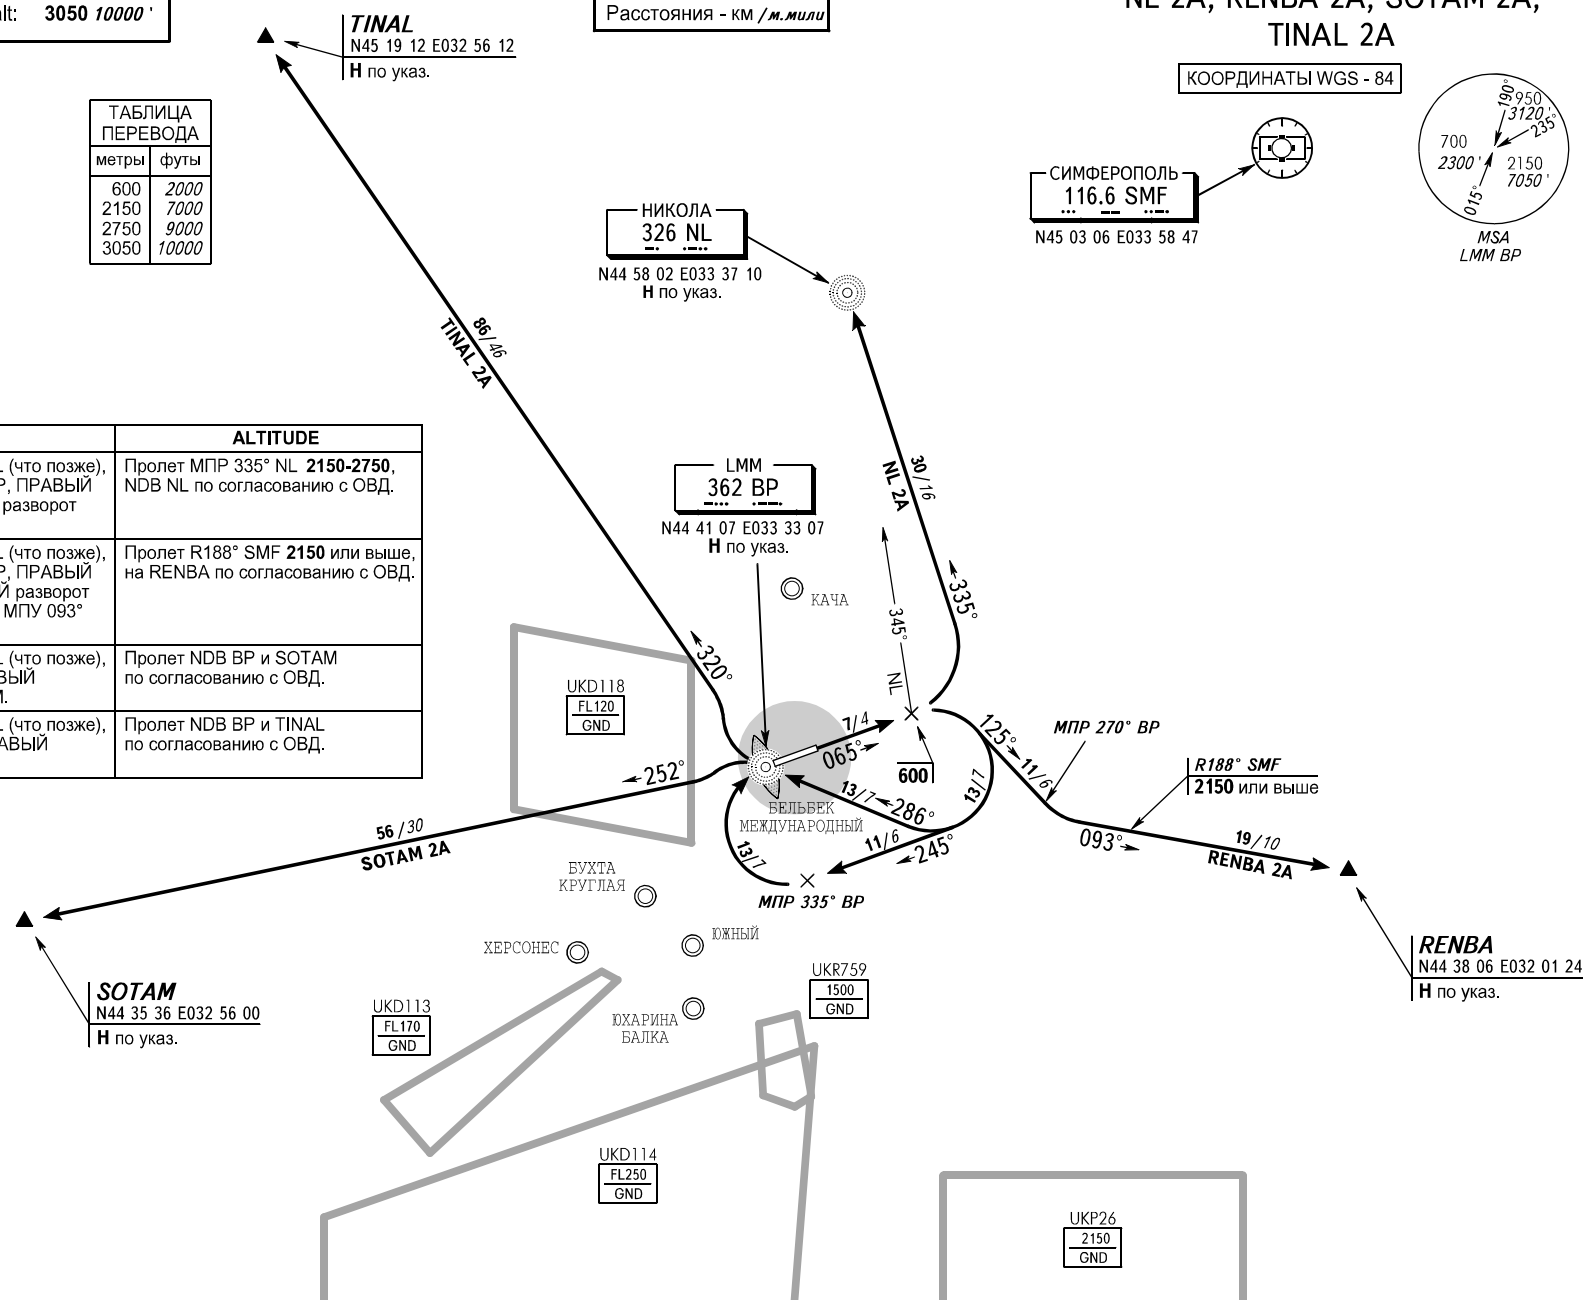 alt: 3050 10000 '
Расстояния - км / м.мили
NL 2A, RENBA 2A, SOTAM 2A,
TINAL 2A
КООРДИНАТЫ WGS - 84
TINAL
N45 19 12 E032 56 12
Н по указ.
ТАБЛИЦА
ПЕРЕВОДА
метры футы
600 2000
2150 7000
2750 9000
3050 10000
190°
950
3120 '
235°
700
2300 '
2150
7050 '
015°
MSA
LMM BP
СИМФЕРОПОЛЬ
116.6 SMF
N45 03 06 E033 58 47
НИКОЛА
326 NL
N44 58 02 E033 37 10
Н по указ.
86/46
TINAL 2A
ALTITUDE
L (что позже),
Р, ПРАВЫЙ
разворот
Пролет МПР 335° NL 2150-2750,
NDB NL по согласованию с ОВД.
L (что позже),
Р, ПРАВЫЙ
Й разворот
МПУ 093°
Пролет R188° SMF 2150 или выше,
на RENBA по согласованию с ОВД.
L (что позже),
ВЫЙ
Пролет NDB BP и SOTAM
по согласованию с ОВД.
L (что позже),
АВЫЙ
Пролет NDB BP и TINAL
по согласованию с ОВД.
LMM
362 BP
N44 41 07 E033 33 07
Н по указ.
30/16
NL 2A
КАЧА
335°
345°
NL
320°
UKD118
FL120
GND
7/4
065°
600
125°
11/6
МПР 270° BP
R188° SMF
2150 или выше
252°
13/7
286°
13/7
БЕЛЬБЕК
МЕЖДУНАРОДНЫЙ
11/6
245°
13/7
МПР 335° BP
093°
19/10
RENBA 2A
56 /30
SOTAM 2A
БУХТА
КРУГЛАЯ
ХЕРСОНЕС
ЮЖНЫЙ
ЮХАРИНА
БАЛКА
SOTAM
N44 35 36 E032 56 00
Н по указ.
RENBA
N44 38 06 E032 01 24
Н по указ.
UKR759
1500
GND
UKD113
FL170
GND
UKD114
FL250
GND
UKP26
2150
GND